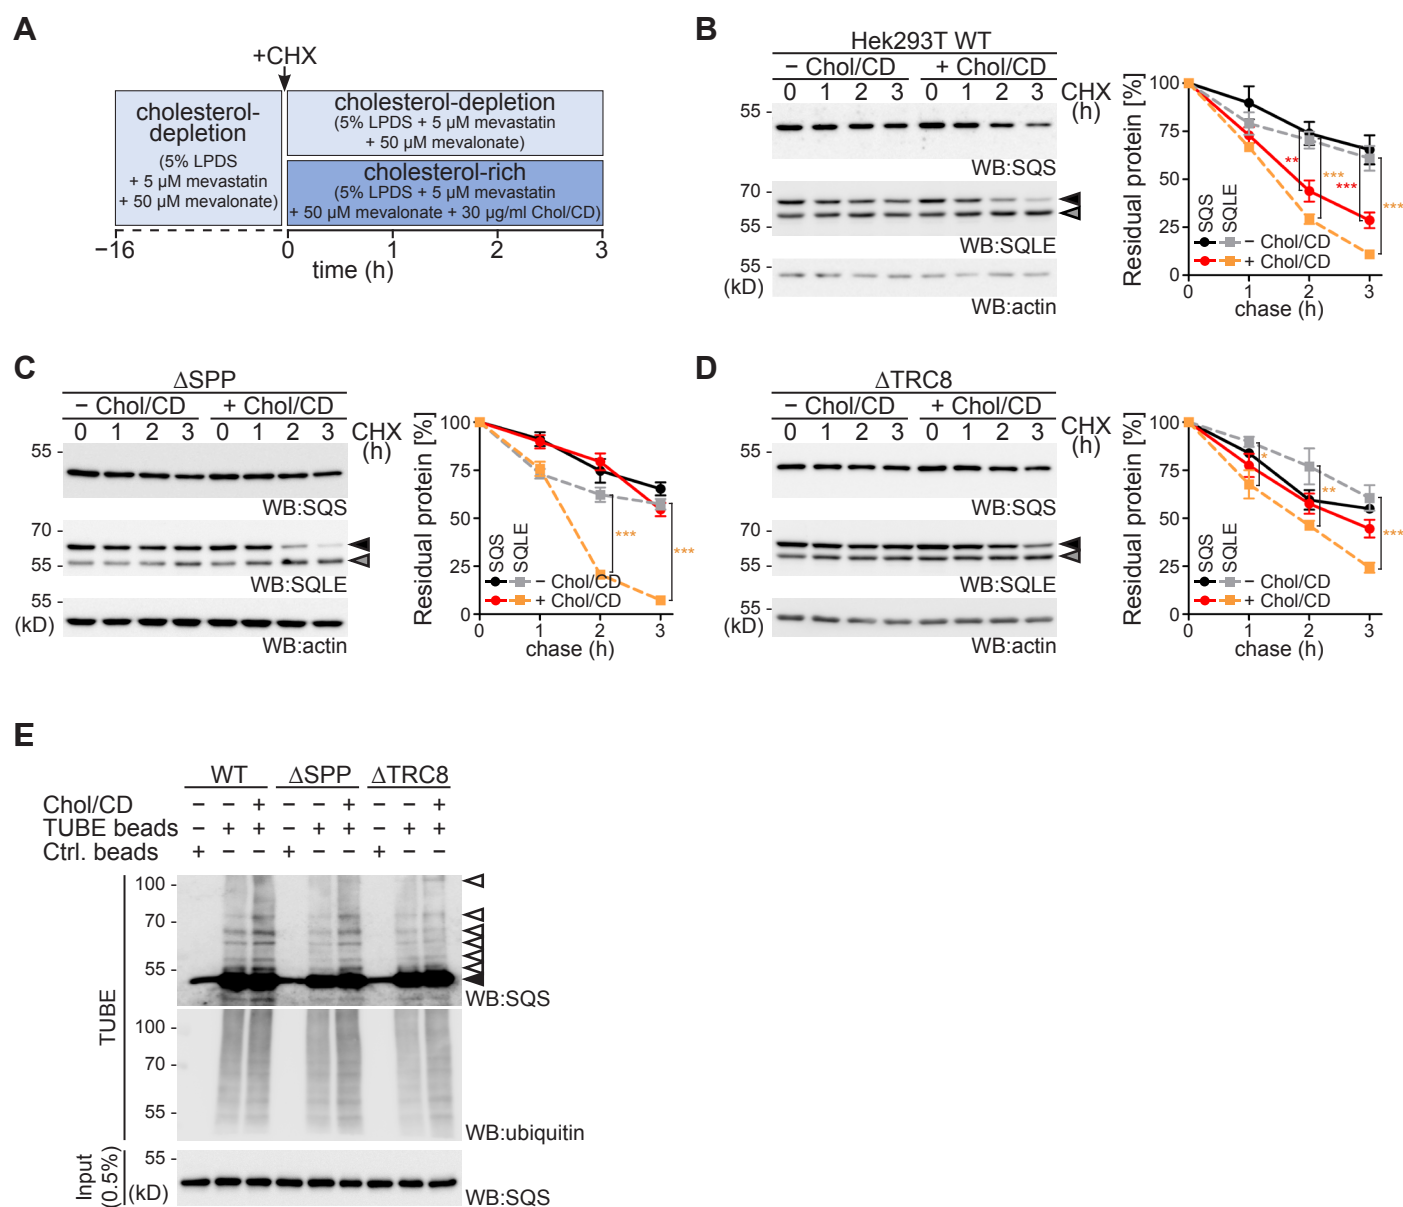 A
+CHX
cholesterol-
depletion
(5% LPDS
+ 5 µM mevastatin
+ 50 µM mevalonate)
cholesterol-depletion
(5% LPDS + 5 µM mevastatin
+ 50 µM mevalonate)
cholesterol-rich
(5% LPDS + 5 µM mevastatin
+ 50 µM mevalonate + 30 µg/ml Chol/CD)
−16 0 1 2 3
time (h)
B
Hek293T WT
− Chol/CD + Chol/CD
0 1 2 3 0 1 2 3 CHX
(h)
55 -
WB:SQS
70 -
55 -
WB:SQLE
55 -
(kD)
WB:actin
Residual protein [%]
100
75
50
25
0
** *** *** ***
SQS SQLE
− Chol/CD
+ Chol/CD
0 1 2 3
chase (h)
C
ΔSPP
− Chol/CD + Chol/CD
0 1 2 3 0 1 2 3 CHX
(h)
55 -
WB:SQS
70 -
55 -
WB:SQLE
55 -
(kD)
WB:actin
Residual protein [%]
100
75
50
25
0
*** ***
SQS SQLE
− Chol/CD
+ Chol/CD
0 1 2 3
chase (h)
D
ΔTRC8
− Chol/CD + Chol/CD
0 1 2 3 0 1 2 3 CHX
(h)
55 -
WB:SQS
70 -
55 -
WB:SQLE
55 -
(kD)
WB:actin
Residual protein [%]
100
75
50
25
0
* ** ***
SQS SQLE
− Chol/CD
+ Chol/CD
0 1 2 3
chase (h)
E
WT ΔSPP ΔTRC8
Chol/CD − − + − − + − − +
TUBE beads − + + − + + − + +
Ctrl. beads + − − + − − + − −
TUBE
100 -
70 -
55 -
WB:SQS
100 -
70 -
55 -
WB:ubiquitin
Input
(0.5%)
55 -
(kD)
WB:SQS